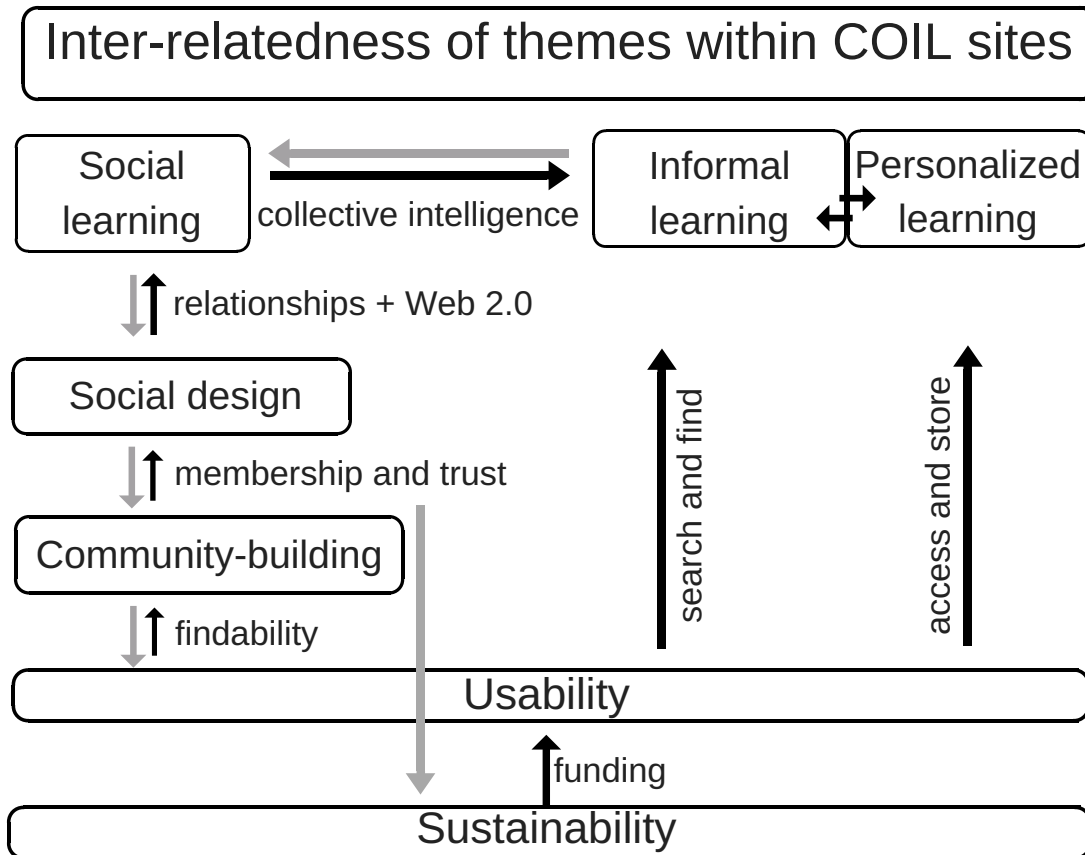 Inter-relatedness of themes within COIL sites
Social
learning
collective intelligence
Informal
learning
Personalized
learning
relationships + Web 2.0
Social design
membership and trust
Community-building
findability
search and find
access and store
Usability
funding
Sustainability